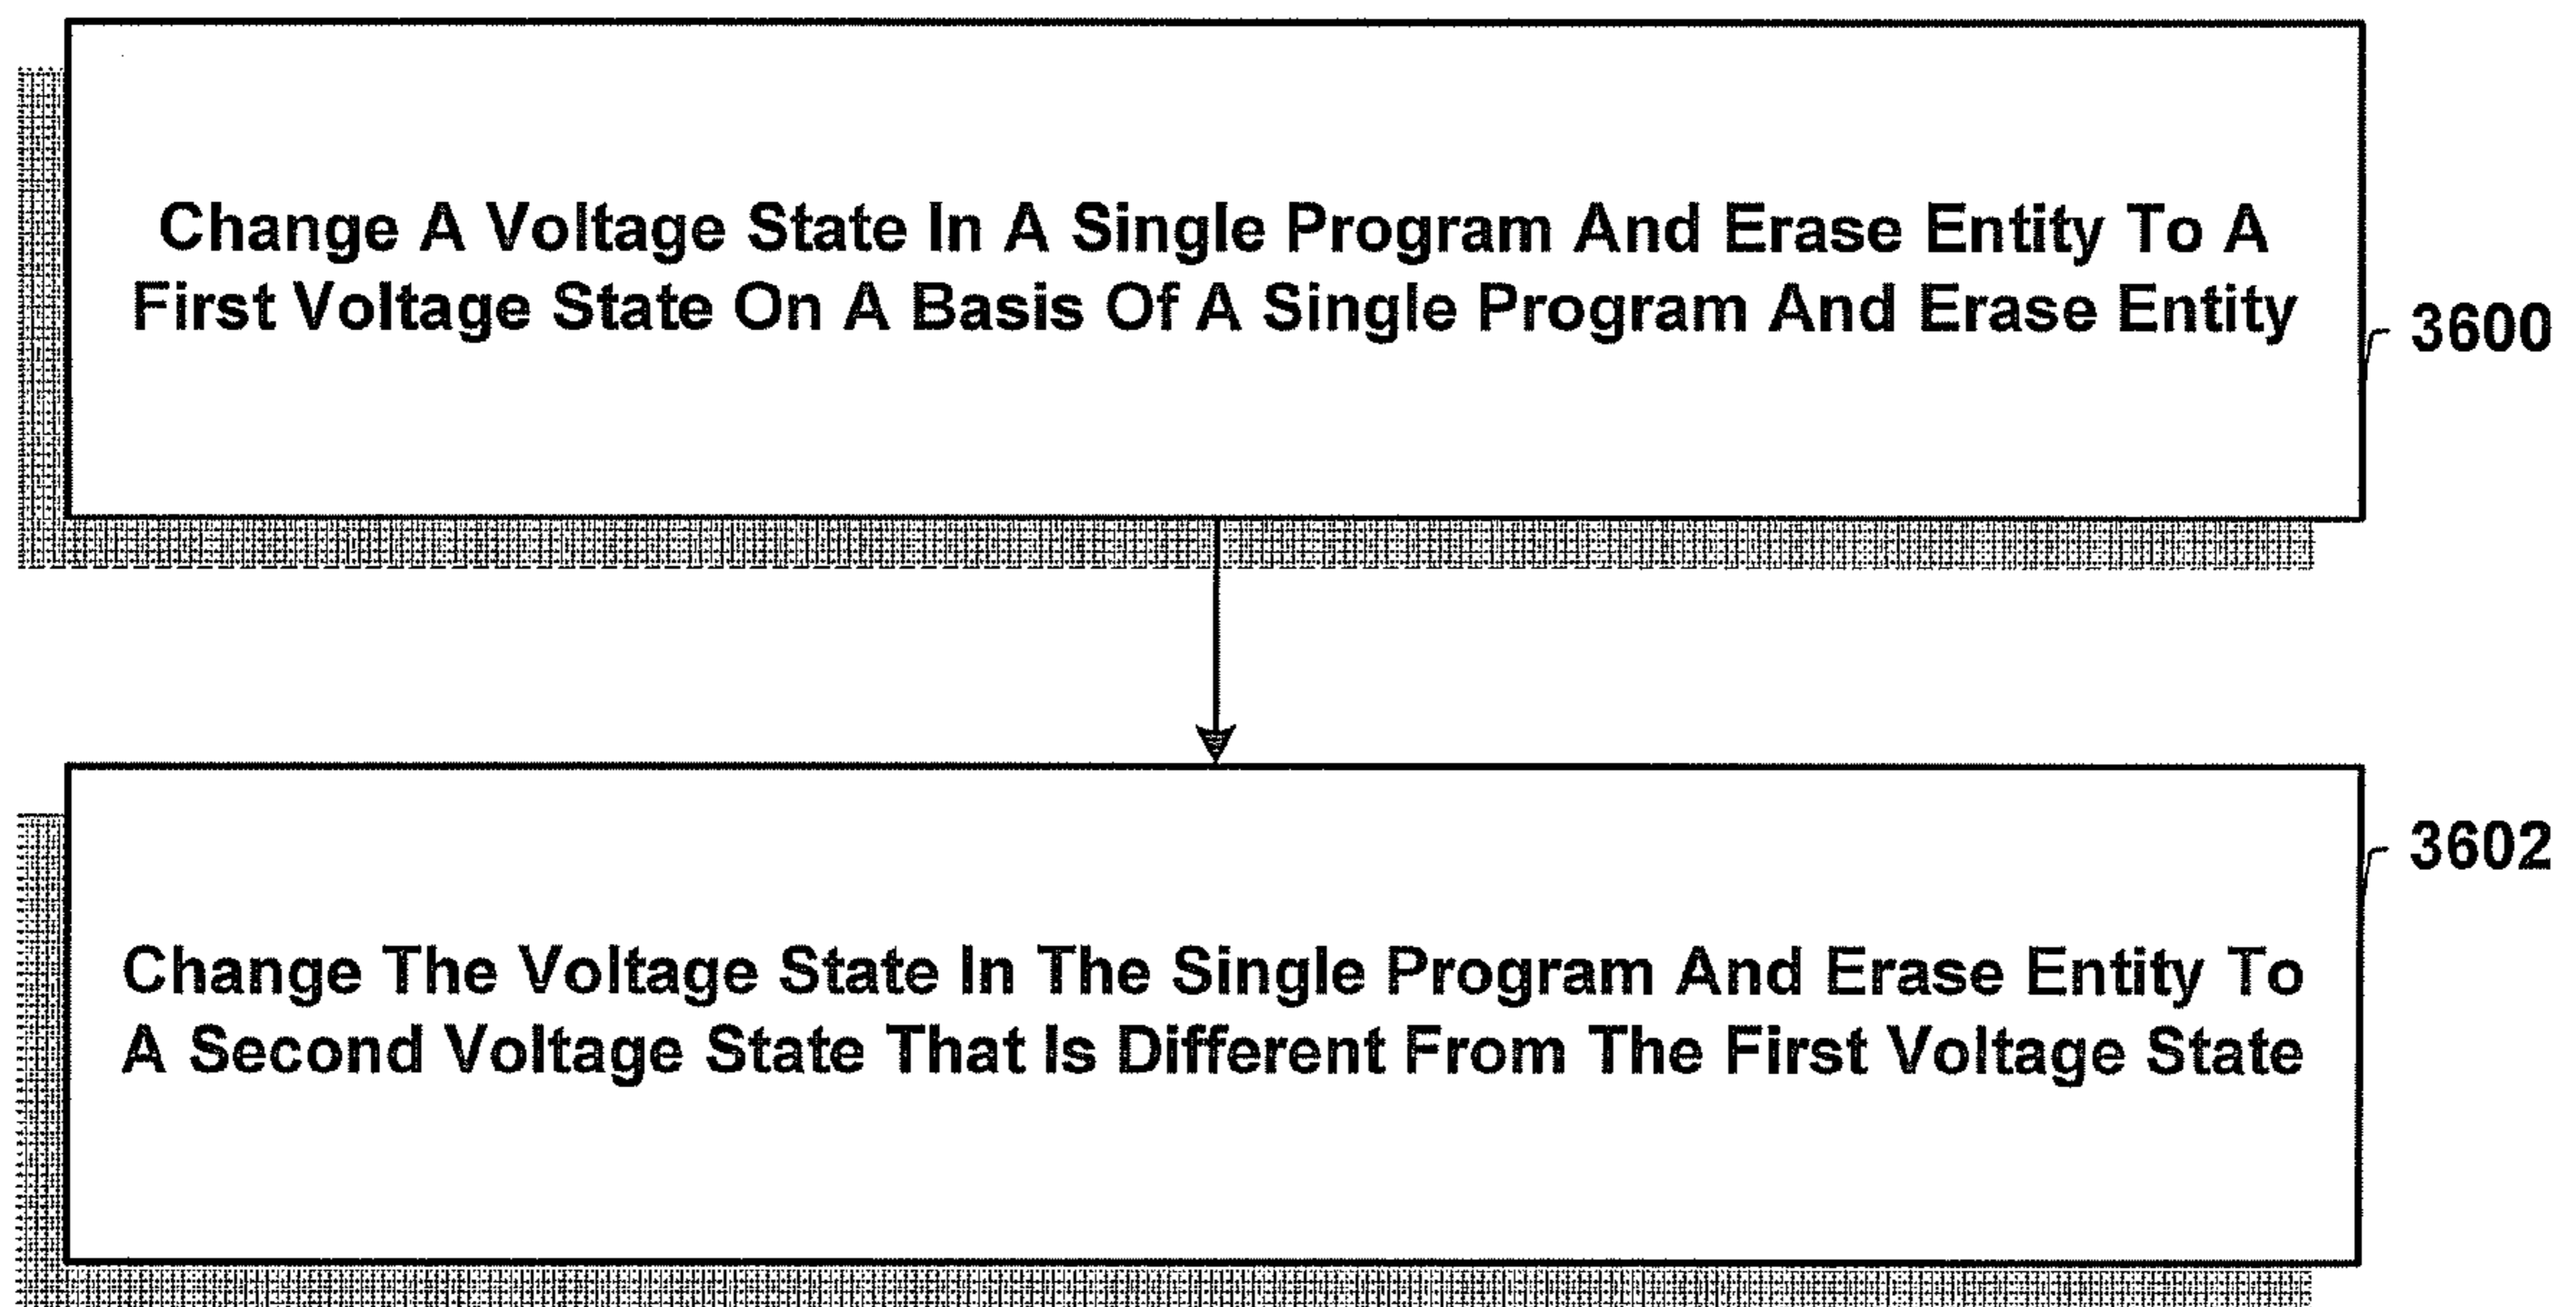 Change A Voltage State In A Single Program And Erase Entity To A
First Voltage State On A Basis Of A Single Program And Erase Entity
3600
3602
Change The Voltage State In The Single Program And Erase Entity To
A Second Voltage State That Is Different From The First Voltage State